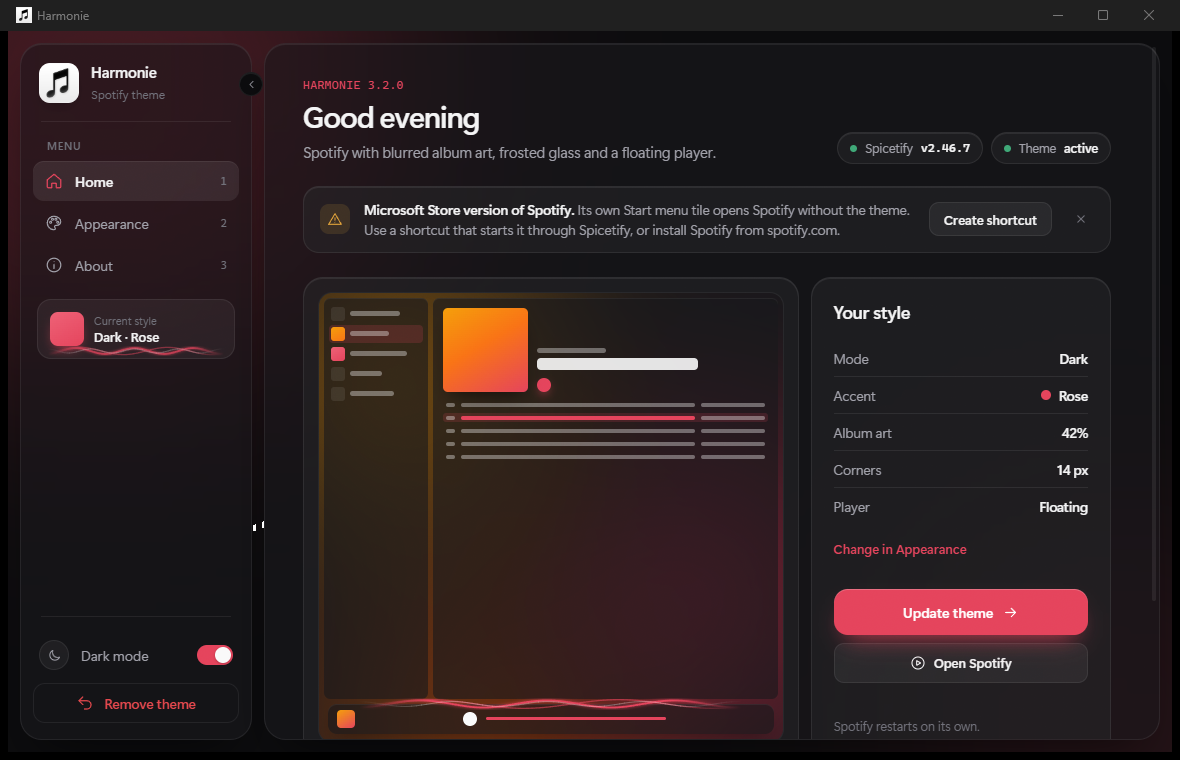 Harmonie
Harmonie
Spotify theme
MENU
Home 1
Appearance 2
About 3
Current style
Dark · Rose
Dark mode
Remove theme
HARMONIE 3.2.0
Good evening
Spotify with blurred album art, frosted glass and a floating player.
Spicetify v2.46.7
Theme active
Microsoft Store version of Spotify. Its own Start menu tile opens Spotify without the theme.
Use a shortcut that starts it through Spicetify, or install Spotify from spotify.com.
Create shortcut
Your style
Mode Dark
Accent Rose
Album art 42%
Corners 14 px
Player Floating
Change in Appearance
Update theme
Open Spotify
Spotify restarts on its own.